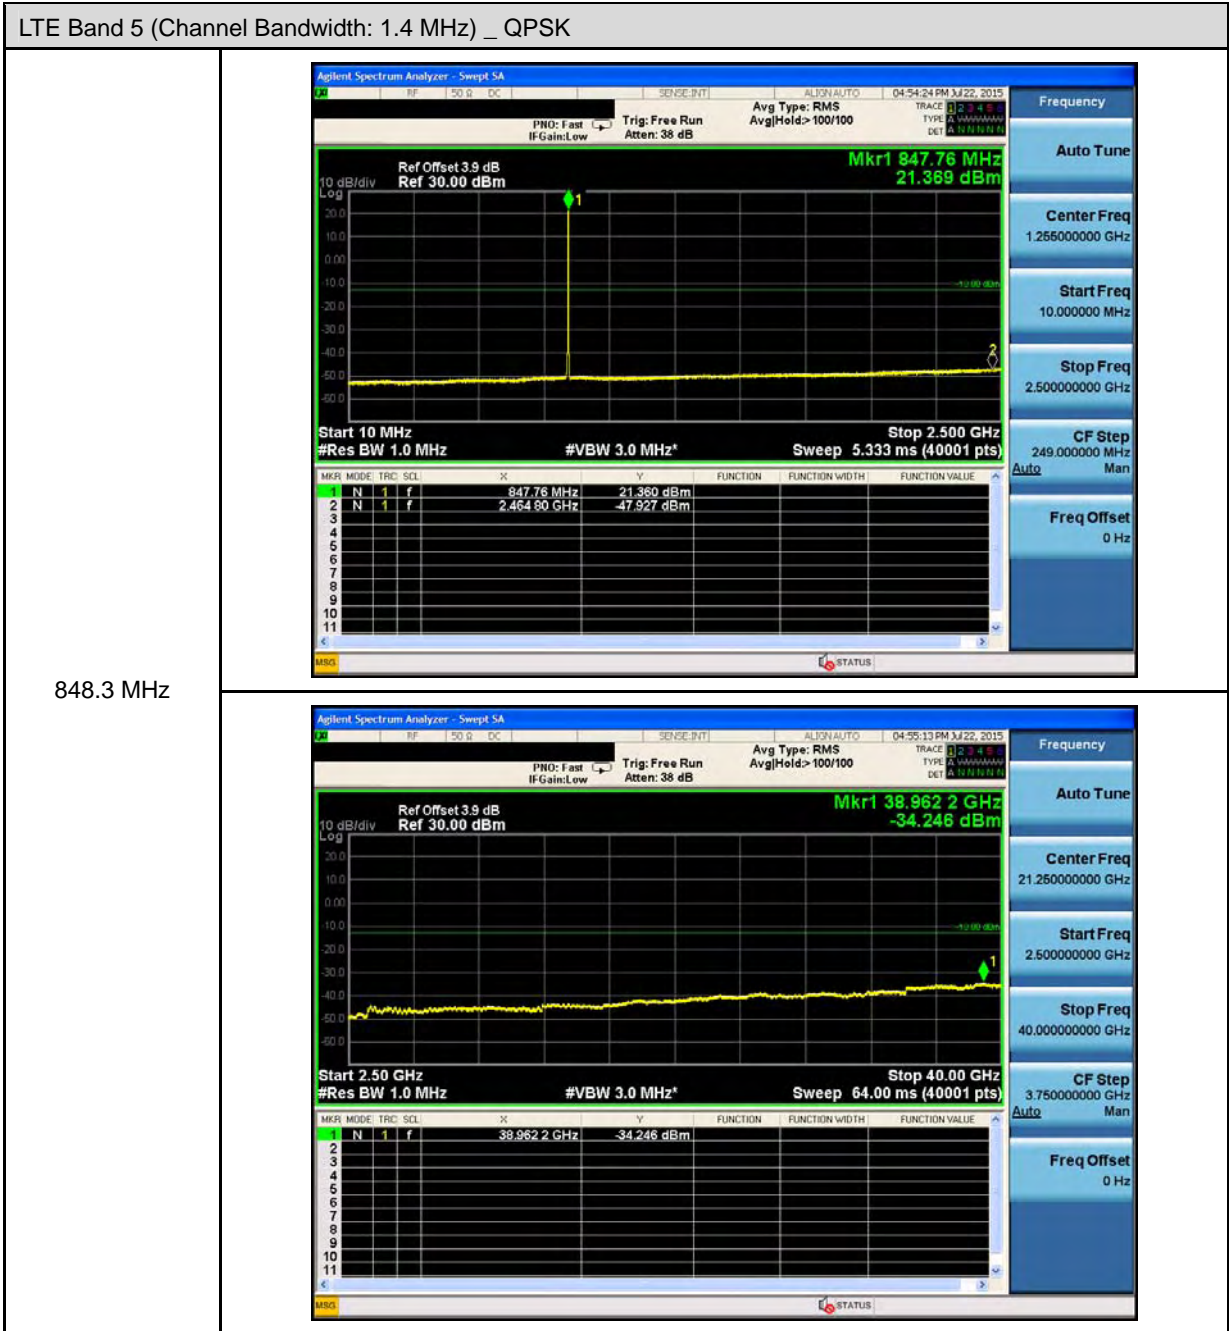 LTE Band 5 (Channel Bandwidth: 1.4 MHz) _ QPSK
848.3 MHz
Agilent Spectrum Analyzer - Swept SA
RF 50 Ω DC SENSE:INT ALIGN AUTO 04:54:24 PM Jul 22, 2015
PNO: Fast Trig: Free Run Avg Type: RMS TRACE 1 2 3 4 5 6
IFGain:Low Atten: 38 dB Avg|Hold:>100/100 TYPE A
DET A N N N N N
Ref Offset 3.9 dB Mkr1 847.76 MHz
10 dB/div Ref 30.00 dBm 21.369 dBm
Log
20.0
10.0
0.00
-10.0
-20.0
-30.0
-40.0
-50.0
-60.0
1
2
Start 10 MHz Stop 2.500 GHz
#Res BW 1.0 MHz #VBW 3.0 MHz* Sweep 5.333 ms (40001 pts)
MKR MODE TRC SCL X Y FUNCTION FUNCTION WIDTH FUNCTION VALUE
1 N 1 f 847.76 MHz 21.360 dBm
2 N 1 f 2.464 80 GHz -47.927 dBm
3
4
5
6
7
8
9
10
11
MSG STATUS
Frequency
Auto Tune
Center Freq
1.255000000 GHz
Start Freq
10.000000 MHz
Stop Freq
2.500000000 GHz
CF Step
249.000000 MHz
Auto Man
Freq Offset
0 Hz
Agilent Spectrum Analyzer - Swept SA
RF 50 Ω DC SENSE:INT ALIGN AUTO 04:55:13 PM Jul 22, 2015
PNO: Fast Trig: Free Run Avg Type: RMS TRACE 1 2 3 4 5 6
IFGain:Low Atten: 38 dB Avg|Hold:>100/100 TYPE A
DET A N N N N N
Ref Offset 3.9 dB Mkr1 38.962 2 GHz
10 dB/div Ref 30.00 dBm -34.246 dBm
Log
20.0
10.0
0.00
-10.0
-20.0
-30.0
-40.0
-50.0
-60.0
1
Start 2.50 GHz Stop 40.00 GHz
#Res BW 1.0 MHz #VBW 3.0 MHz* Sweep 64.00 ms (40001 pts)
MKR MODE TRC SCL X Y FUNCTION FUNCTION WIDTH FUNCTION VALUE
1 N 1 f 38.962 2 GHz -34.246 dBm
2
3
4
5
6
7
8
9
10
11
MSG STATUS
Frequency
Auto Tune
Center Freq
21.250000000 GHz
Start Freq
2.500000000 GHz
Stop Freq
40.000000000 GHz
CF Step
3.750000000 GHz
Auto Man
Freq Offset
0 Hz